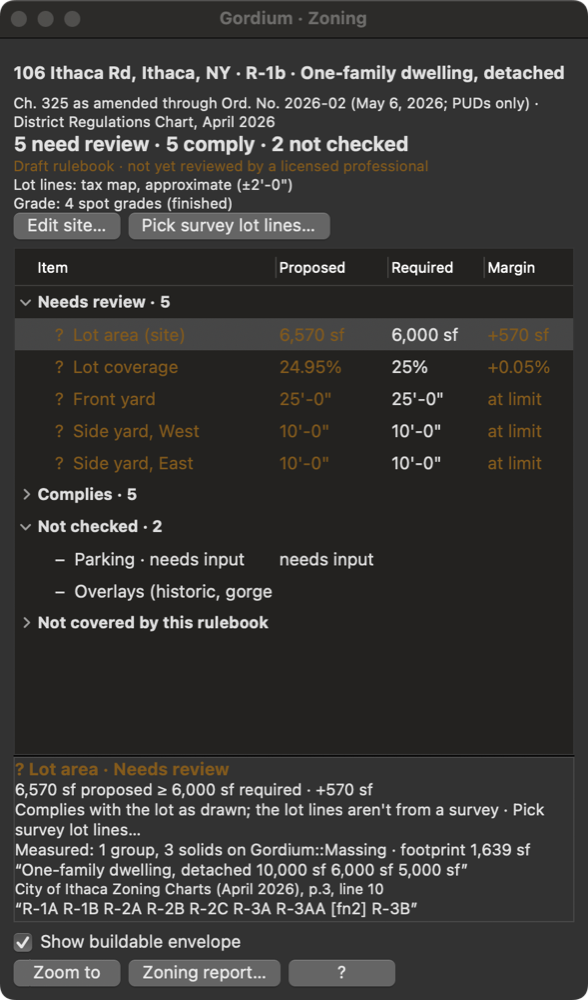 Gordium · Zoning
106 Ithaca Rd, Ithaca, NY · R-1b · One-family dwelling, detached
Ch. 325 as amended through Ord. No. 2026-02 (May 6, 2026; PUDs only) ·
District Regulations Chart, April 2026
5 need review · 5 comply · 2 not checked
Draft rulebook · not yet reviewed by a licensed professional
Lot lines: tax map, approximate (±2'-0")
Grade: 4 spot grades (finished)
Edit site... Pick survey lot lines...
Item Proposed Required Margin
Needs review · 5
? Lot area (site) 6,570 sf 6,000 sf +570 sf
? Lot coverage 24.95% 25% +0.05%
? Front yard 25'-0" 25'-0" at limit
? Side yard, West 10'-0" 10'-0" at limit
? Side yard, East 10'-0" 10'-0" at limit
Complies · 5
Not checked · 2
– Parking · needs input needs input
– Overlays (historic, gorge
Not covered by this rulebook
? Lot area · Needs review
6,570 sf proposed ≥ 6,000 sf required · +570 sf
Complies with the lot as drawn; the lot lines aren't from a survey · Pick
survey lot lines...
Measured: 1 group, 3 solids on Gordium::Massing · footprint 1,639 sf
“One-family dwelling, detached 10,000 sf 6,000 sf 5,000 sf”
City of Ithaca Zoning Charts (April 2026), p.3, line 10
“R-1A R-1B R-2A R-2B R-2C R-3A R-3AA [fn2] R-3B”
Show buildable envelope
Zoom to Zoning report... ?